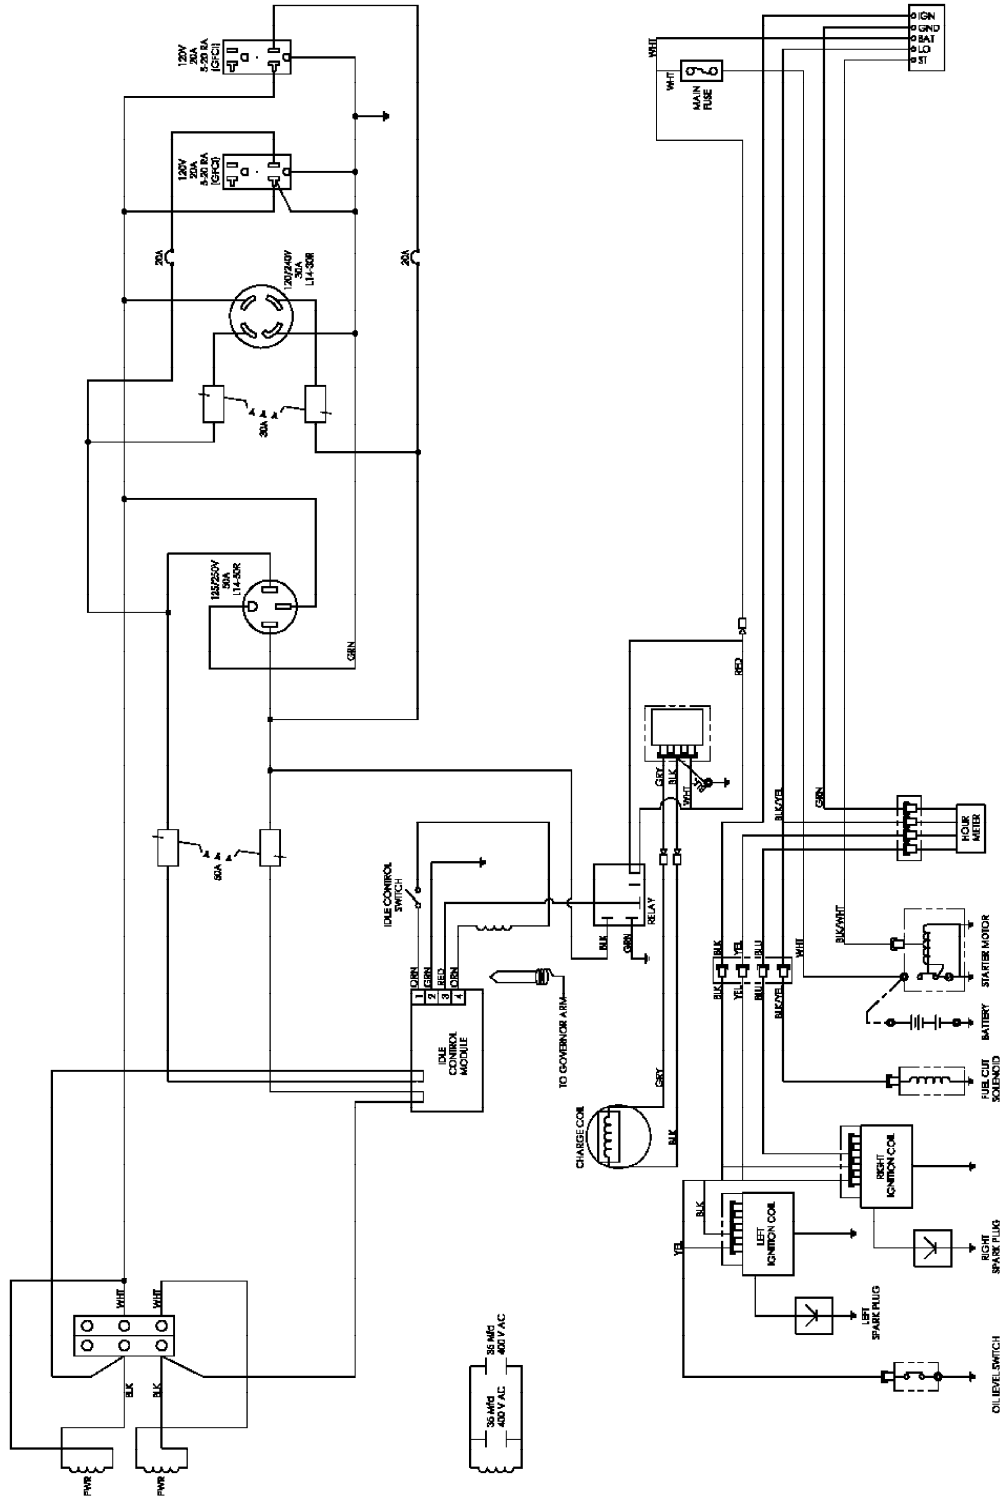 120V
20A
5-20 RA
(GFCI)
120V
20A
5-20 RA
(GFCI)
20A
20A
120/240V
30A
L14-30R
30A
125/250V
50A
L14-50R
GRN
50A
IGN
GND
BAT
LO
ST
WHT
WHT
MAIN
FUSE
RED
GRY
BLK
WHT
BLK/YEL
GRN
HOUR
METER
IDLE CONTROL
SWITCH
RELAY
BLK
GRN
ORN
GRN
RED
ORN
1
2
3
4
IDLE
CONTROL
MODULE
TO GOVERNOR ARM
BLK
YEL
BLU
WHT
BLK/WHT
BLK
YEL
BLU
BLK/YEL
STARTER MOTOR
BATTERY
FUEL CUT
SOLENOID
CHARGE COIL
GRY
BLK
RIGHT
IGNITION COIL
BLK
YEL
LEFT
IGNITION COIL
RIGHT
SPARK PLUG
LEFT
SPARK PLUG
OIL LEVEL SWITCH
WHT
WHT
BLK
BLK
PWR
PWR
35 Mfd
400 V AC
35 Mfd
400 V AC